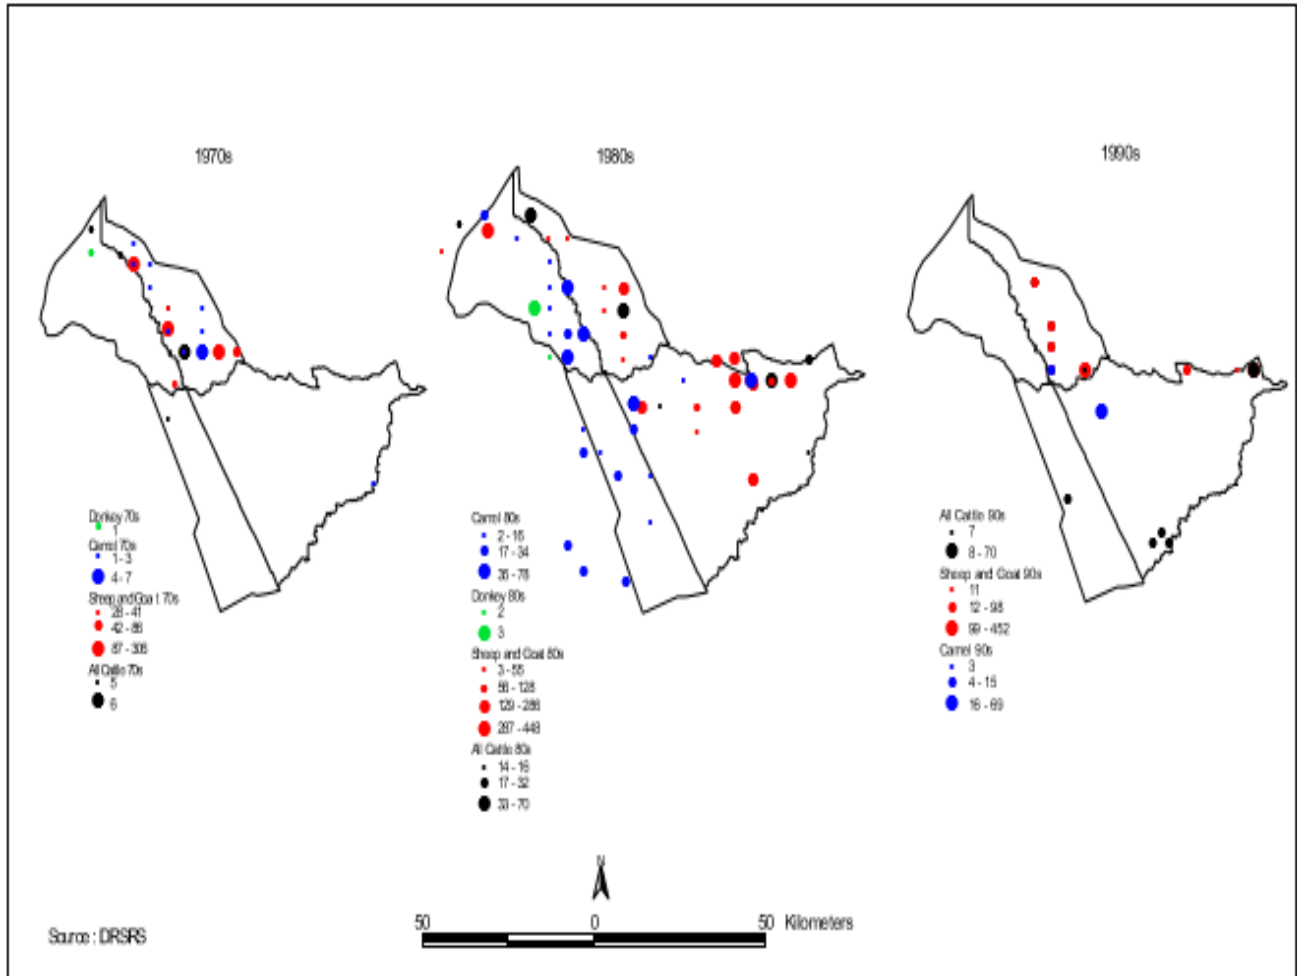 1970s
1980s
1990s
Donkey 70s
1
Camel 70s
1 - 3
4 - 7
Sheep and Goat 70s
28 - 41
42 - 86
87 - 306
All Cattle 70s
5
6
Camel 80s
2 - 16
17 - 34
35 - 78
Donkey 80s
2
3
Sheep and Goat 80s
3 - 55
56 - 128
129 - 286
287 - 448
All Cattle 80s
14 - 16
17 - 32
33 - 70
All Cattle 90s
7
8 - 70
Sheep and Goat 90s
11
12 - 98
99 - 452
Camel 90s
3
4 - 15
16 - 69
N
50 0 50 Kilometers
Source : DRSRS